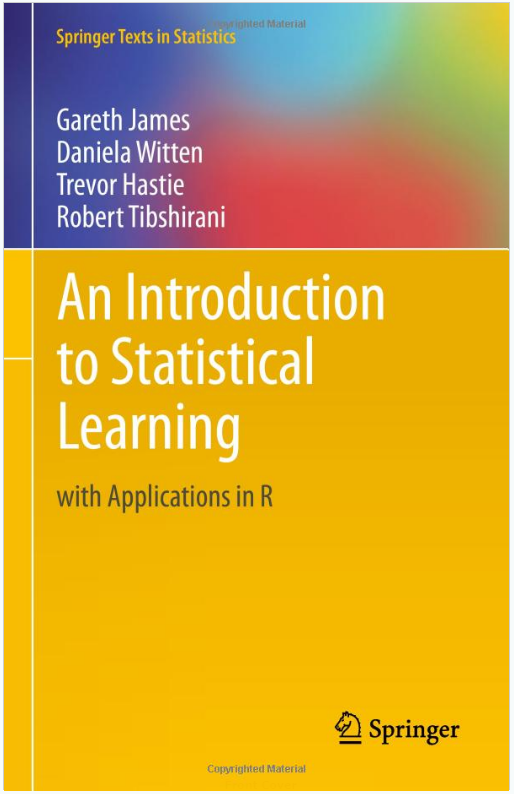 Copyrighted Material
Springer Texts in Statistics
Gareth James
Daniela Witten
Trevor Hastie
Robert Tibshirani
An Introduction
to Statistical
Learning
with Applications in R
Springer
Copyrighted Material